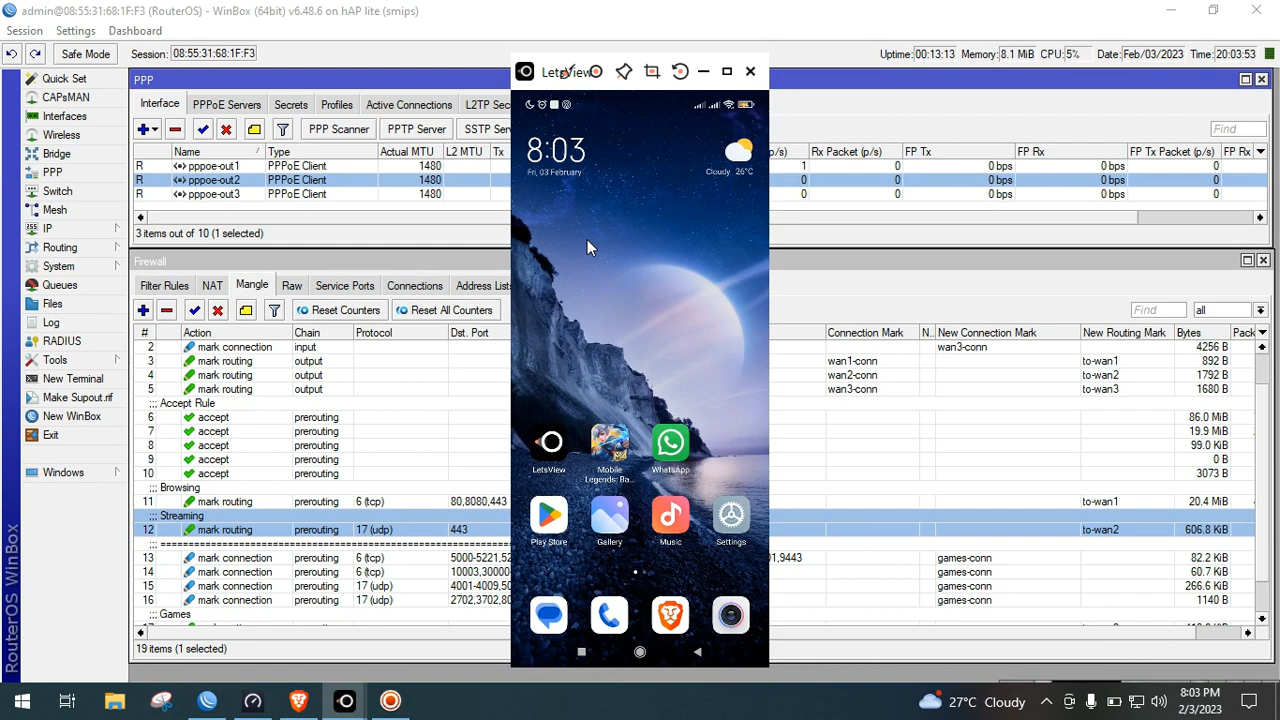 admin@08:55:31:68:1F:F3 (RouterOS) - WinBox (64bit) v6.48.6 on hAP lite (smips)
Session Settings Dashboard
Safe Mode Session: 08:55:31:68:1F:F3 Uptime: 00:13:13 Memory: 8.1 MiB CPU: 5% Date: Feb/03/2023 Time: 20:03:53
Quick Set
CAPsMAN
Interfaces
Wireless
Bridge
PPP
Switch
Mesh
IP
Routing
System
Queues
Files
Log
RADIUS
Tools
New Terminal
Make Supout.rif
New WinBox
Exit
Windows
RouterOS WinBox
PPP
Interface PPPoE Servers Secrets Profiles Active Connections L2TP Sec
PPP Scanner PPTP Server SSTP Se Find
Name / Type Actual MTU L2 MTU Tx p/s) Rx Packet (p/s) FP Tx FP Rx FP Tx Packet (p/s) FP Rx
R pppoe-out1 PPPoE Client 1480 1 0 0 bps 0 bps 0
R pppoe-out2 PPPoE Client 1480 0 0 0 bps 0 bps 0
R pppoe-out3 PPPoE Client 1480 0 0 0 bps 0 bps 0
3 items out of 10 (1 selected)
Firewall
Filter Rules NAT Mangle Raw Service Ports Connections Address Lists
Reset Counters Reset All Counters Find all
# Action Chain Protocol Dst. Port Connection Mark N.. New Connection Mark New Routing Mark Bytes Pack
2 mark connection input wan3-conn 4256 B
3 mark routing output wan1-conn to-wan1 892 B
4 mark routing output wan2-conn to-wan2 1792 B
5 mark routing output wan3-conn to-wan3 1680 B
;;; Accept Rule
6 accept prerouting 86.0 MiB
7 accept prerouting 19.9 MiB
8 accept prerouting 99.0 KiB
9 accept prerouting 0 B
10 accept prerouting 3073 B
;;; Browsing
11 mark routing prerouting 6 (tcp) 80,8080,443 to-wan1 20.4 MiB
;;; Streaming
12 mark routing prerouting 17 (udp) 443 to-wan2 606.8 KiB
13 mark connection prerouting 6 (tcp) 5000-5221,52 1,9443 games-conn 82.2 KiB
14 mark connection prerouting 6 (tcp) 10003,30000- games-conn 60.7 KiB
15 mark connection prerouting 17 (udp) 4001-4009,50 games-conn 266.6 KiB
16 mark connection prerouting 17 (udp) 2702,3702,80 games-conn 1140 B
;;; Games
19 items (1 selected)
LetsView
8:03
Fri, 03 February
Cloudy 26°C
LetsView
Mobile Legends: Ba...
WhatsApp
Play Store
Gallery
Music
Settings
27°C Cloudy
8:03 PM
2/3/2023